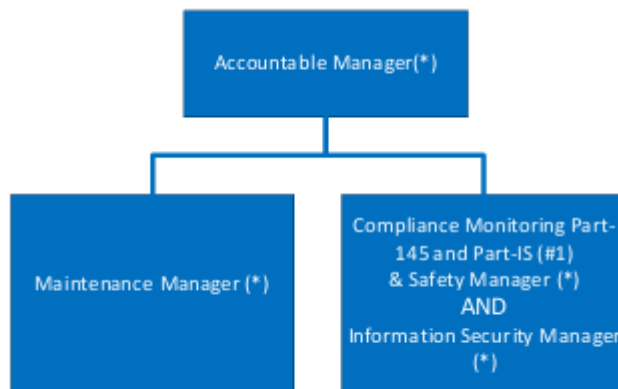 Accountable Manager(*)
Maintenance Manager (*)
Compliance Monitoring Part-
145 and Part-IS (#1)
& Safety Manager (*)
AND
Information Security Manager
(*)